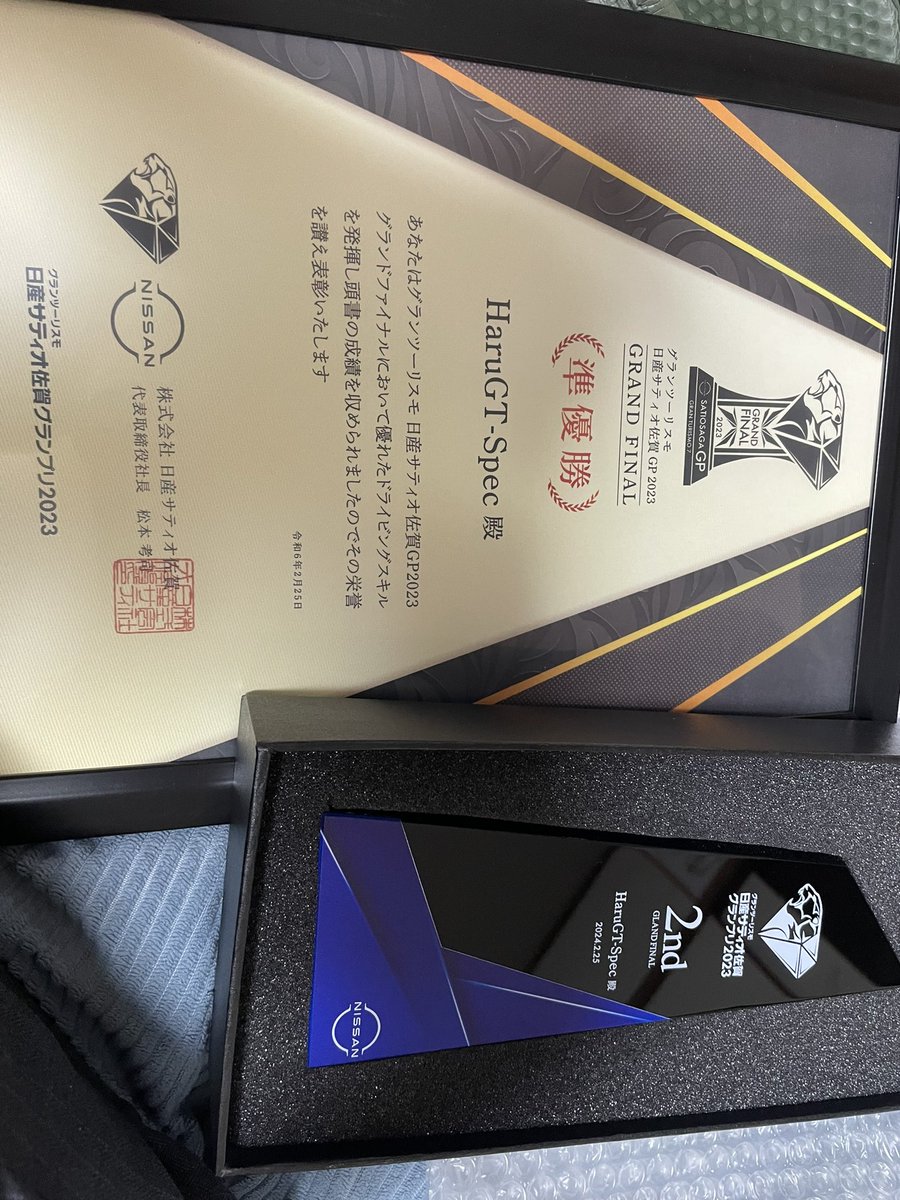 GRAND
FINAL
2023
SATIOSAGA GP
GRAN TURISMO 7
グランツーリスモ
日産サティオ佐賀 GP 2023
GRAND FINAL
準優勝
HaruGT-Spec 殿
あなたはグランツーリスモ 日産サティオ佐賀GP2023
グランドファイナルにおいて優れたドライビングスキル
を発揮し頭書の成績を収められましたのでその栄誉
を讃え表彰いたします
令和6年2月25日
株式会社 日産サティオ佐賀
代表取締役社長 松本 考
NISSAN
グランツーリスモ
日産サティオ佐賀グランプリ2023
グランツーリスモ
日産サティオ佐賀
グランプリ2023
2nd
GLAND FINAL
HaruGT-Spec 殿
2024.2.25
NISSAN